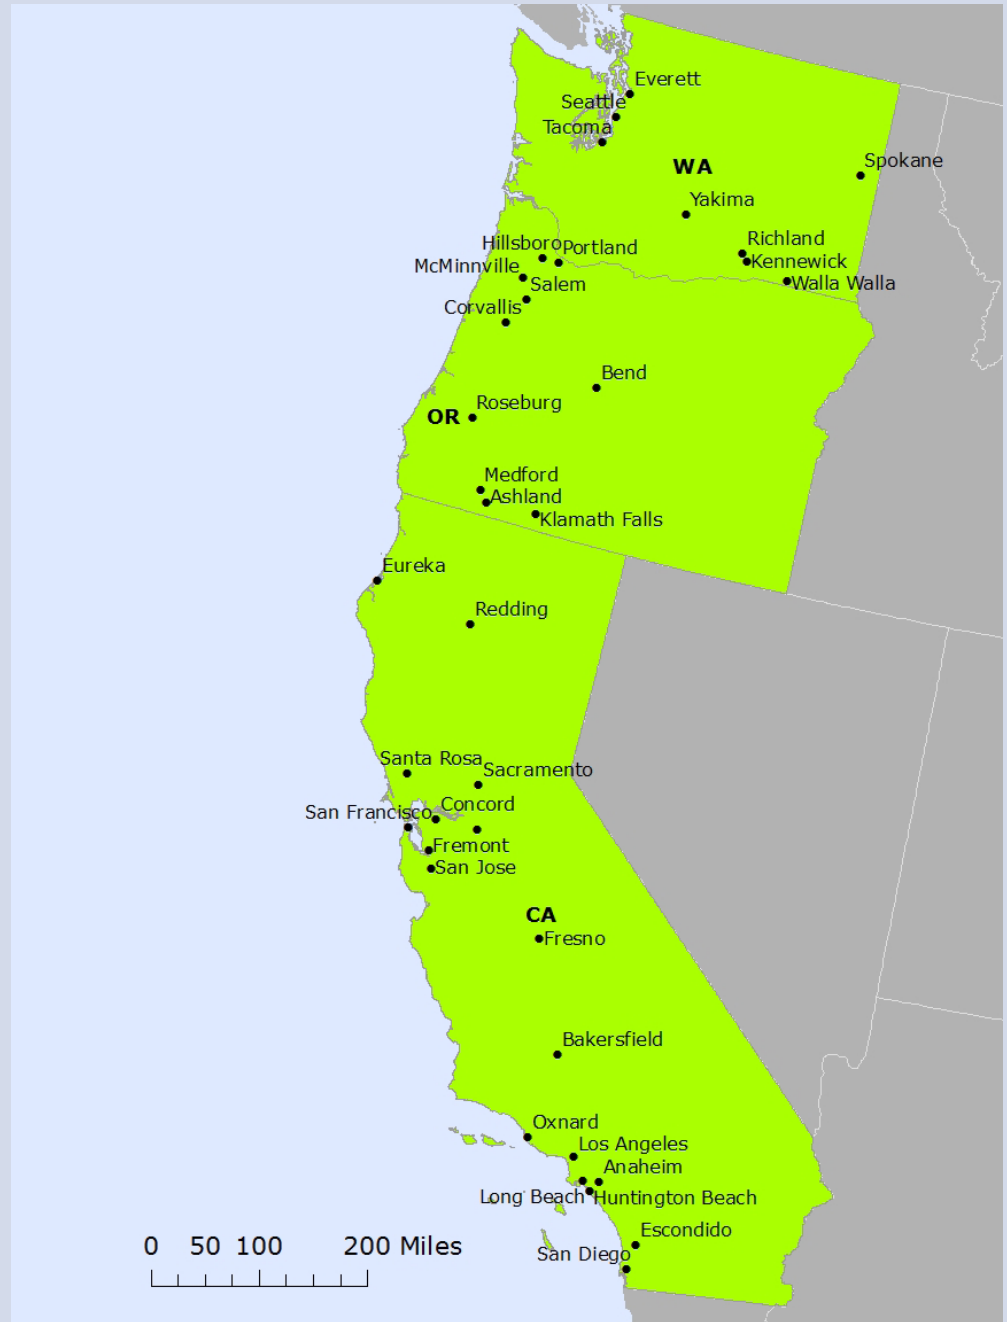 Everett
Seattle
Tacoma
WA
Spokane
Yakima
Richland
Hillsboro
Portland
Kennewick
McMinnville
Salem
Walla Walla
Corvallis
Bend
Roseburg
OR
Medford
Ashland
Klamath Falls
Eureka
Redding
Santa Rosa
Sacramento
Concord
San Francisco
Fremont
San Jose
CA
Fresno
Bakersfield
Oxnard
Los Angeles
Anaheim
Long Beach
Huntington Beach
Escondido
San Diego
0 50 100 200 Miles